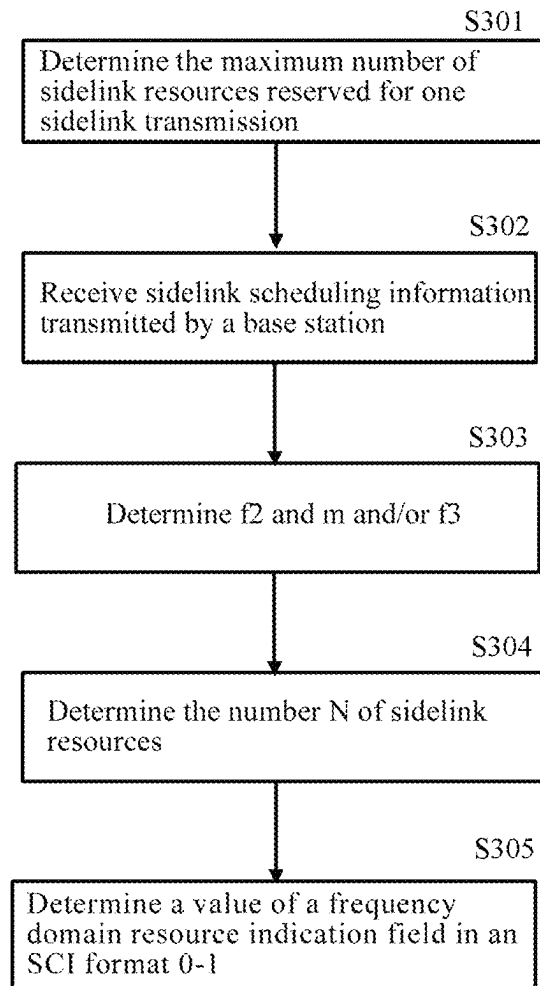 S301
Determine the maximum number of
sidelink resources reserved for one
sidelink transmission
S302
Receive sidelink scheduling information
transmitted by a base station
S303
Determine f2 and m and/or f3
S304
Determine the number N of sidelink
resources
S305
Determine a value of a frequency
domain resource indication field in an
SCI format 0-1